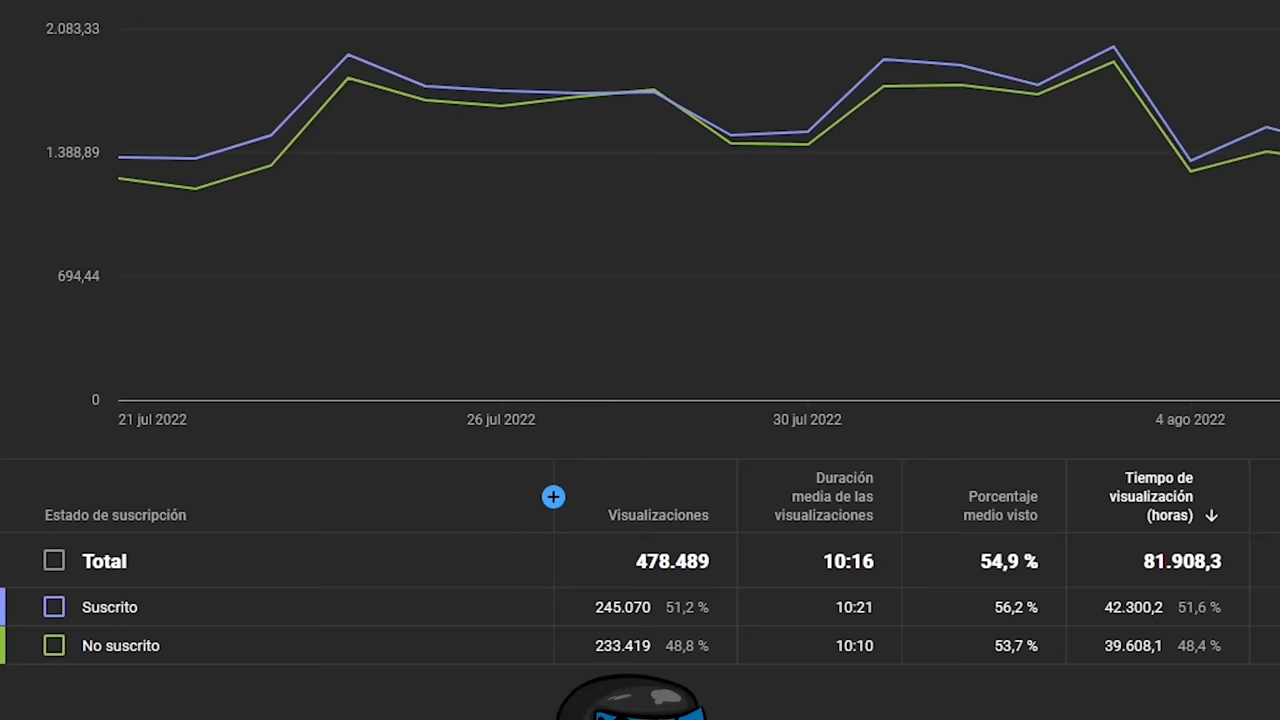 2.083,33
1.388,89
694,44
0
21 jul 2022
26 jul 2022
30 jul 2022
4 ago 2022
Estado de suscripción
Visualizaciones
Duración
media de las
visualizaciones
Porcentaje
medio visto
Tiempo de
visualización
(horas)
Total 478.489 10:16 54,9 % 81.908,3
Suscrito 245.070 51,2 % 10:21 56,2 % 42.300,2 51,6 %
No suscrito 233.419 48,8 % 10:10 53,7 % 39.608,1 48,4 %